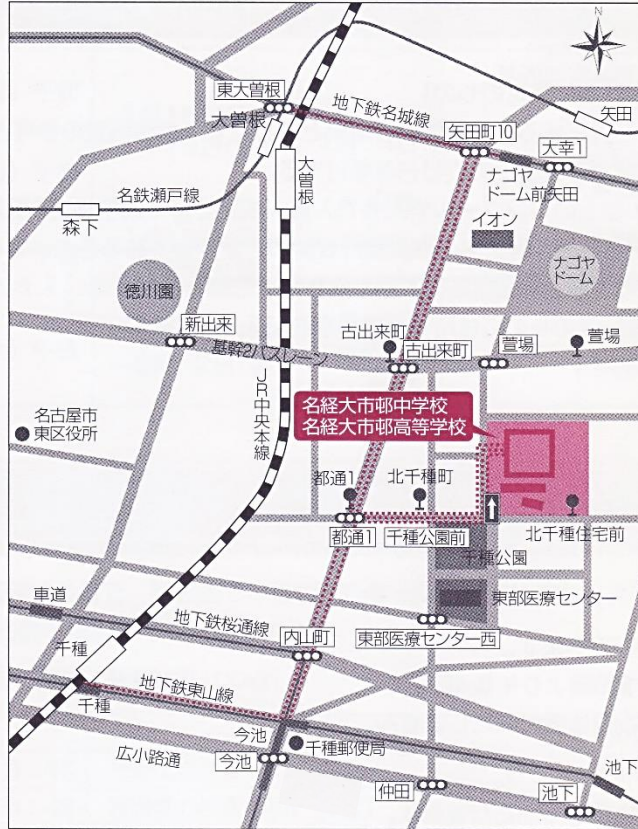 N
東大曽根
地下鉄名城線
大曽根
矢田
矢田町10
大幸1
大曽根
ナゴヤ
ドーム前矢田
名鉄瀬戸線
森下
イオン
ナゴヤ
ドーム
徳川園
新出来
古出来町
萱場
基幹2バスレーン
古出来町
萱場
JR中央本線
名経大市邨中学校
名経大市邨高等学校
名古屋市
東区役所
都通1
北千種町
都通1
千種公園前
北千種住宅前
千種公園
車道
東部医療センター
地下鉄桜通線
千種
内山町
東部医療センター西
地下鉄東山線
千種
今池
千種郵便局
広小路通
今池
池下
仲田
池下